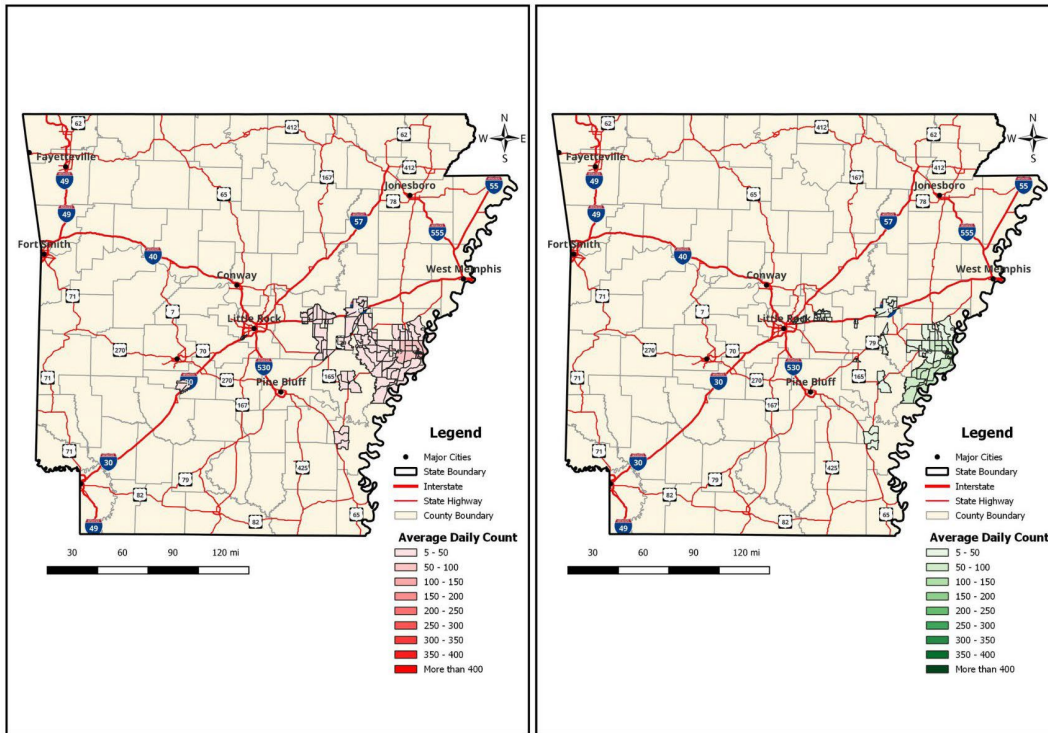 62
412
62
N
W E
S
Fayetteville
49
412
167
Jonesboro
55
65
78
49
57
555
Fort Smith
40
West Memphis
Conway
71
7
Little Rock
270
70
530
71
30
270
165
Pine Bluff
167
Legend
71
30
425
79
82
82
65
49
Major Cities
State Boundary
Interstate
State Highway
County Boundary
30 60 90 120 mi
Average Daily Count
5 - 50
50 - 100
100 - 150
150 - 200
200 - 250
250 - 300
300 - 350
350 - 400
More than 400
62
412
62
N
W E
S
Fayetteville
49
412
167
Jonesboro
55
65
78
49
57
555
Fort Smith
40
West Memphis
Conway
71
7
Little Rock
79
270
70
530
71
30
270
165
Pine Bluff
167
Legend
71
30
425
79
82
82
65
49
Major Cities
State Boundary
Interstate
State Highway
County Boundary
30 60 90 120 mi
Average Daily Count
5 - 50
50 - 100
100 - 150
150 - 200
200 - 250
250 - 300
300 - 350
350 - 400
More than 400